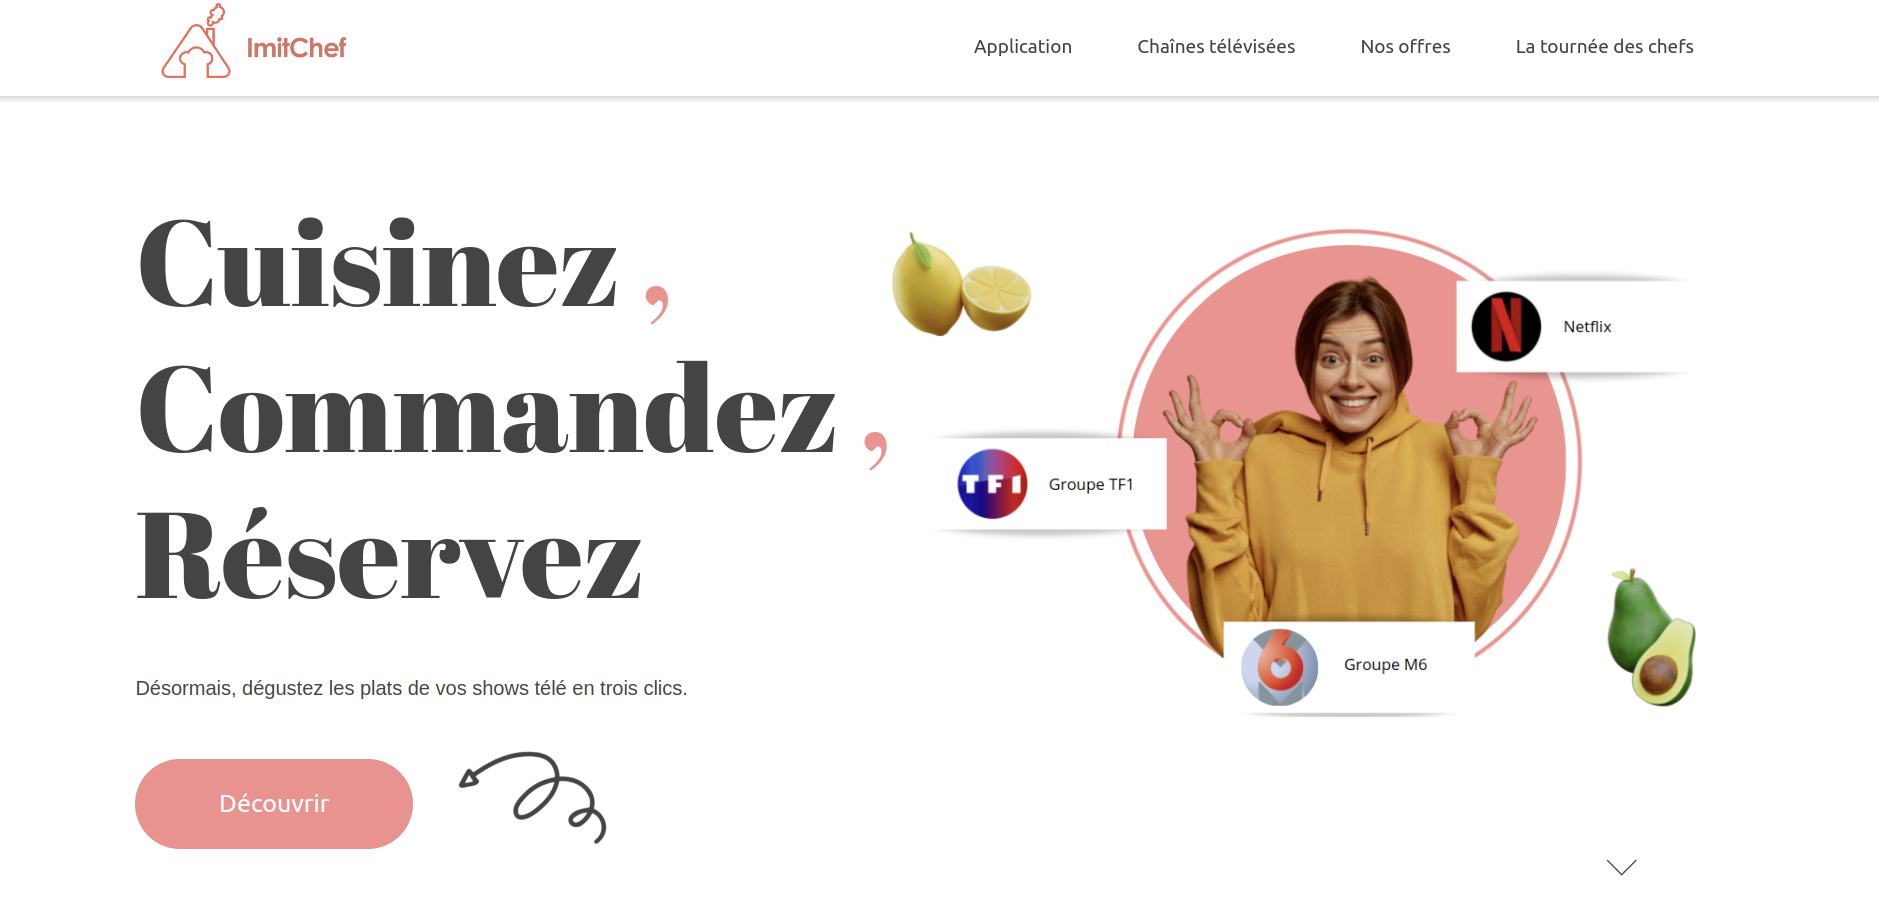 ImitChef
Application
Chaînes télévisées
Nos offres
La tournée des chefs
Cuisinez ,
Commandez ,
Réservez
Netflix
N
TF1
Groupe TF1
6
Groupe M6
Désormais, dégustez les plats de vos shows télé en trois clics.
Découvrir